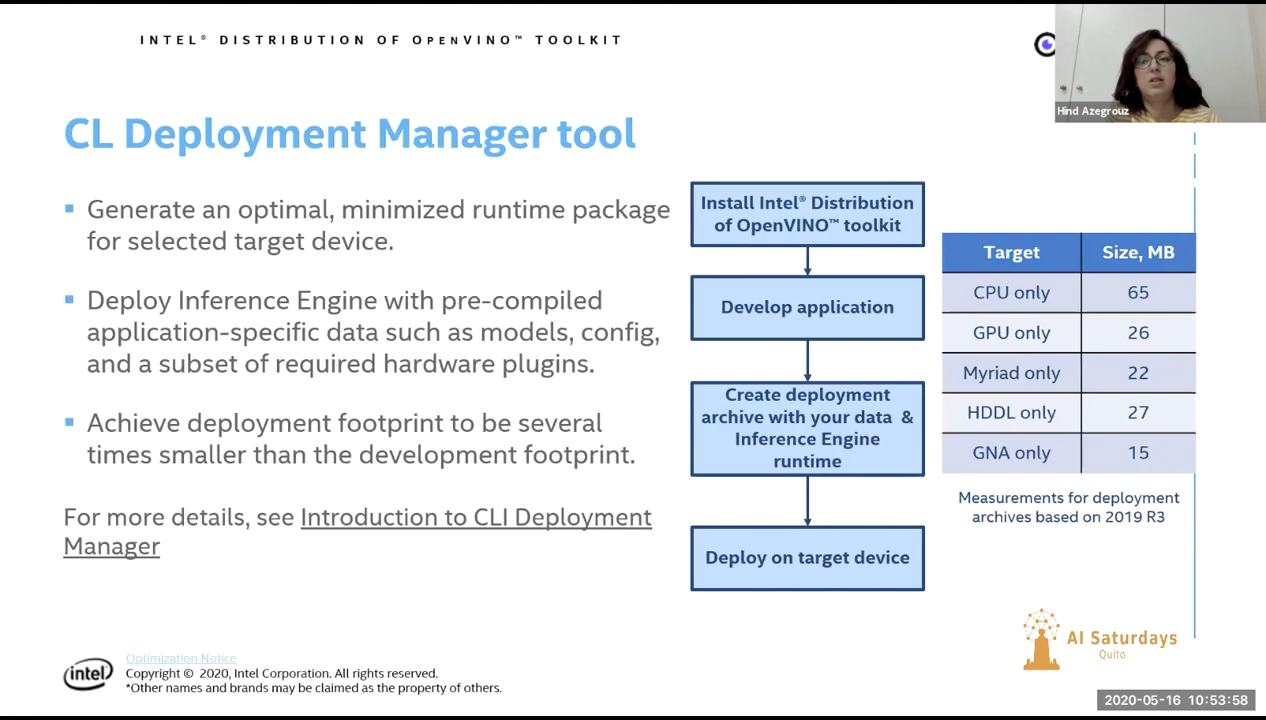 INTEL® DISTRIBUTION OF OPENVINO™ TOOLKIT
Hind Azegrouz
CL Deployment Manager tool
▪ Generate an optimal, minimized runtime package
for selected target device.
▪ Deploy Inference Engine with pre-compiled
application-specific data such as models, config,
and a subset of required hardware plugins.
▪ Achieve deployment footprint to be several
times smaller than the development footprint.
For more details, see Introduction to CLI Deployment
Manager
Install Intel® Distribution
of OpenVINO™ toolkit
Develop application
Create deployment
archive with your data &
Inference Engine
runtime
Deploy on target device
Target Size, MB
CPU only 65
GPU only 26
Myriad only 22
HDDL only 27
GNA only 15
Measurements for deployment
archives based on 2019 R3
AI Saturdays
Quito
intel
Optimization Notice
Copyright © 2020, Intel Corporation. All rights reserved.
*Other names and brands may be claimed as the property of others.
2020-05-16 10:53:58